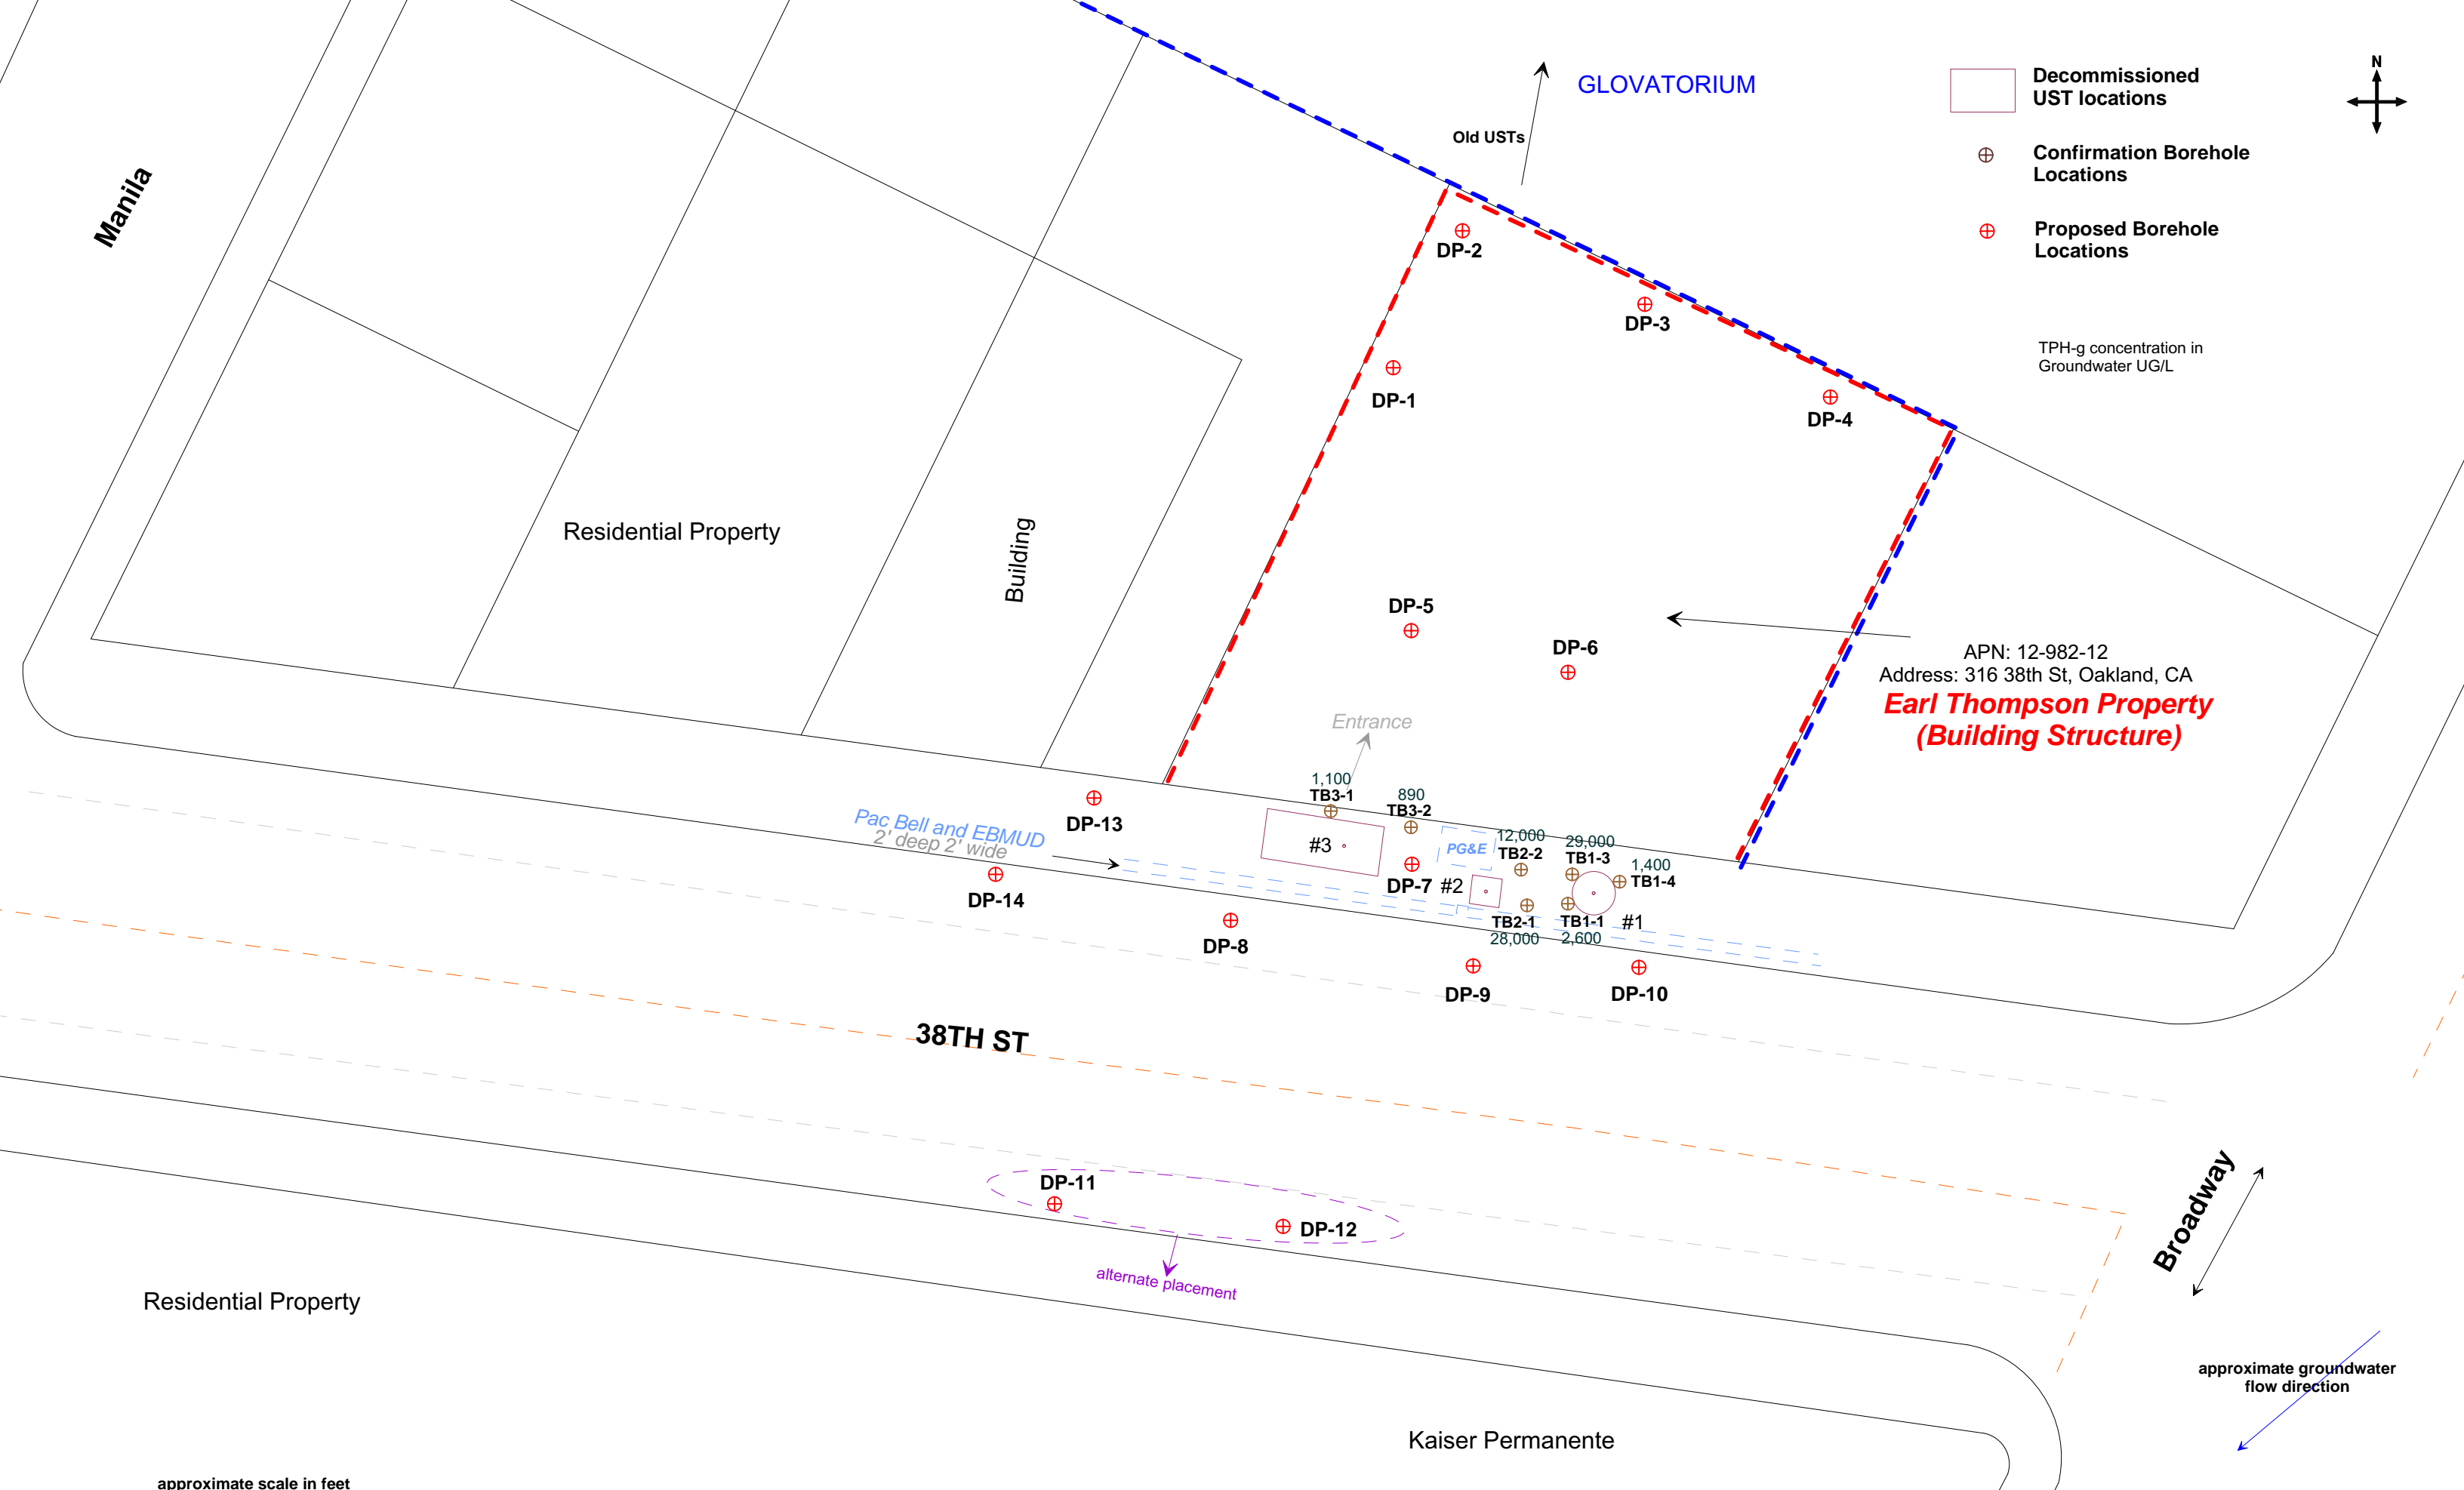 GLOVATORIUM
Old USTs
Decommissioned
UST locations
N
Confirmation Borehole
Locations
Proposed Borehole
Locations
TPH-g concentration in
Groundwater UG/L
Manila
DP-2
DP-3
DP-1
DP-4
Residential Property
Building
DP-5
DP-6
APN: 12-982-12
Address: 316 38th St, Oakland, CA
Earl Thompson Property
(Building Structure)
Entrance
1,100
TB3-1
890
TB3-2
Pac Bell and EBMUD
2' deep 2' wide
DP-13
#3
PG&E
12,000
TB2-2
29,000
TB1-3
1,400
TB1-4
DP-7
#2
TB2-1
28,000
TB1-1
2,600
#1
DP-14
DP-8
DP-9
DP-10
38TH ST
DP-11
DP-12
alternate placement
Broadway
Residential Property
approximate groundwater
flow direction
Kaiser Permanente
approximate scale in feet